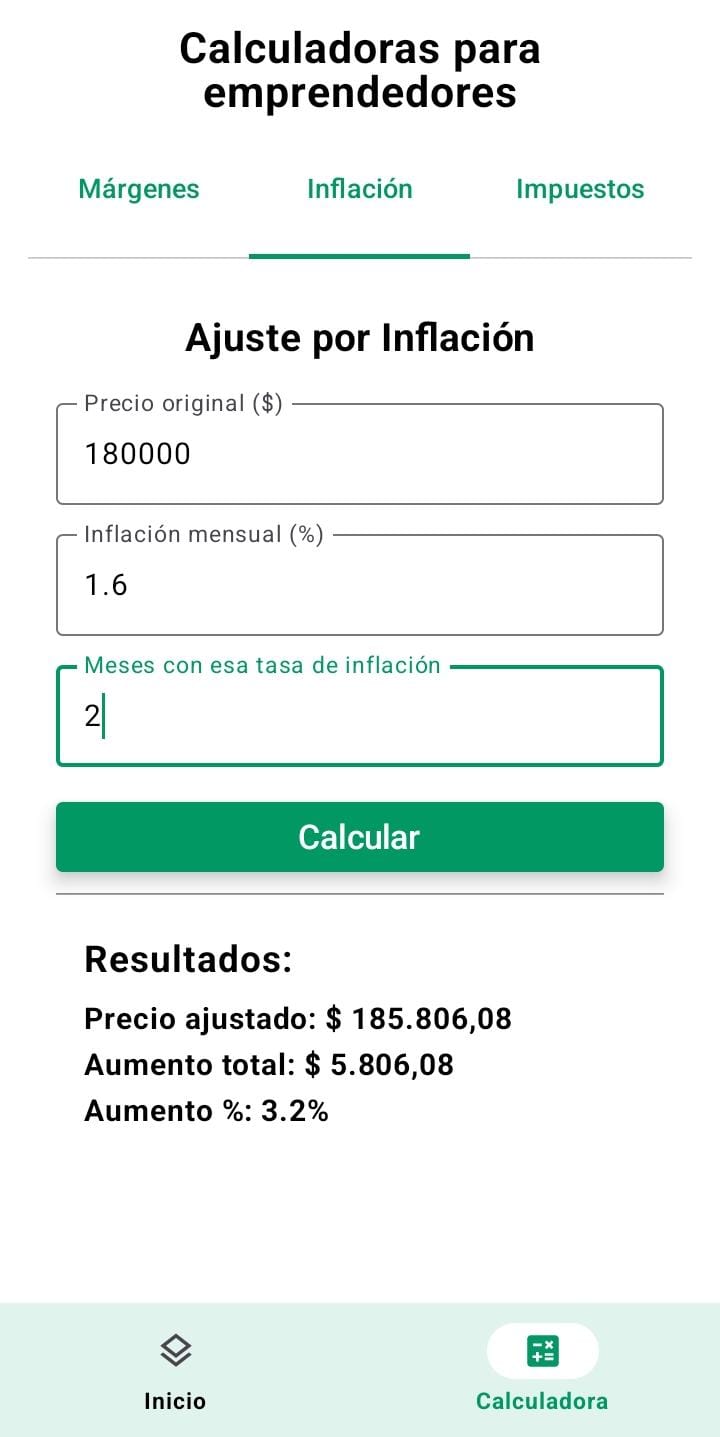 Calculadoras para
emprendedores
Márgenes Inflación Impuestos
Ajuste por Inflación
Precio original ($)
180000
Inflación mensual (%)
1.6
Meses con esa tasa de inflación
2
Calcular
Resultados:
Precio ajustado: $ 185.806,08
Aumento total: $ 5.806,08
Aumento %: 3.2%
Inicio Calculadora